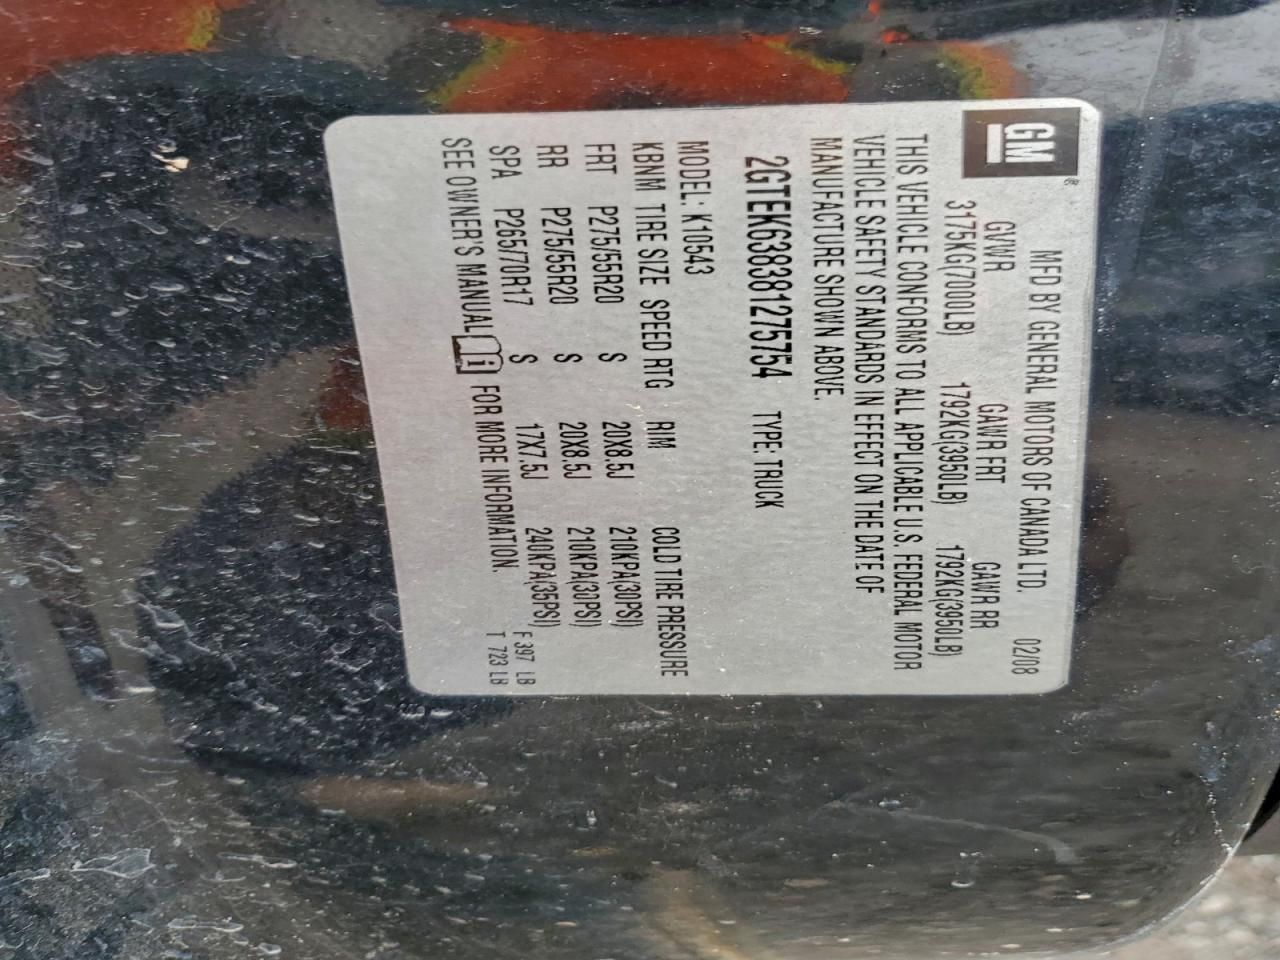 GM ®
MFD BY GENERAL MOTORS OF CANADA LTD. 02/08
GVWR GAWR FRT GAWR RR
3175KG(7000LB) 1792KG(3950LB) 1792KG(3950LB)
THIS VEHICLE CONFORMS TO ALL APPLICABLE U.S. FEDERAL MOTOR
VEHICLE SAFETY STANDARDS IN EFFECT ON THE DATE OF
MANUFACTURE SHOWN ABOVE.
2GTEK638381275754 TYPE: TRUCK
MODEL: K10543
KBNM TIRE SIZE SPEED RTG RIM COLD TIRE PRESSURE
FRT P275/55R20 S 20X8.5J 210KPA(30PSI)
RR P275/55R20 S 20X8.5J 210KPA(30PSI)
SPA P265/70R17 S 17X7.5J 240KPA(35PSI)
SEE OWNER'S MANUAL i FOR MORE INFORMATION.
F 397 LB
T 723 LB